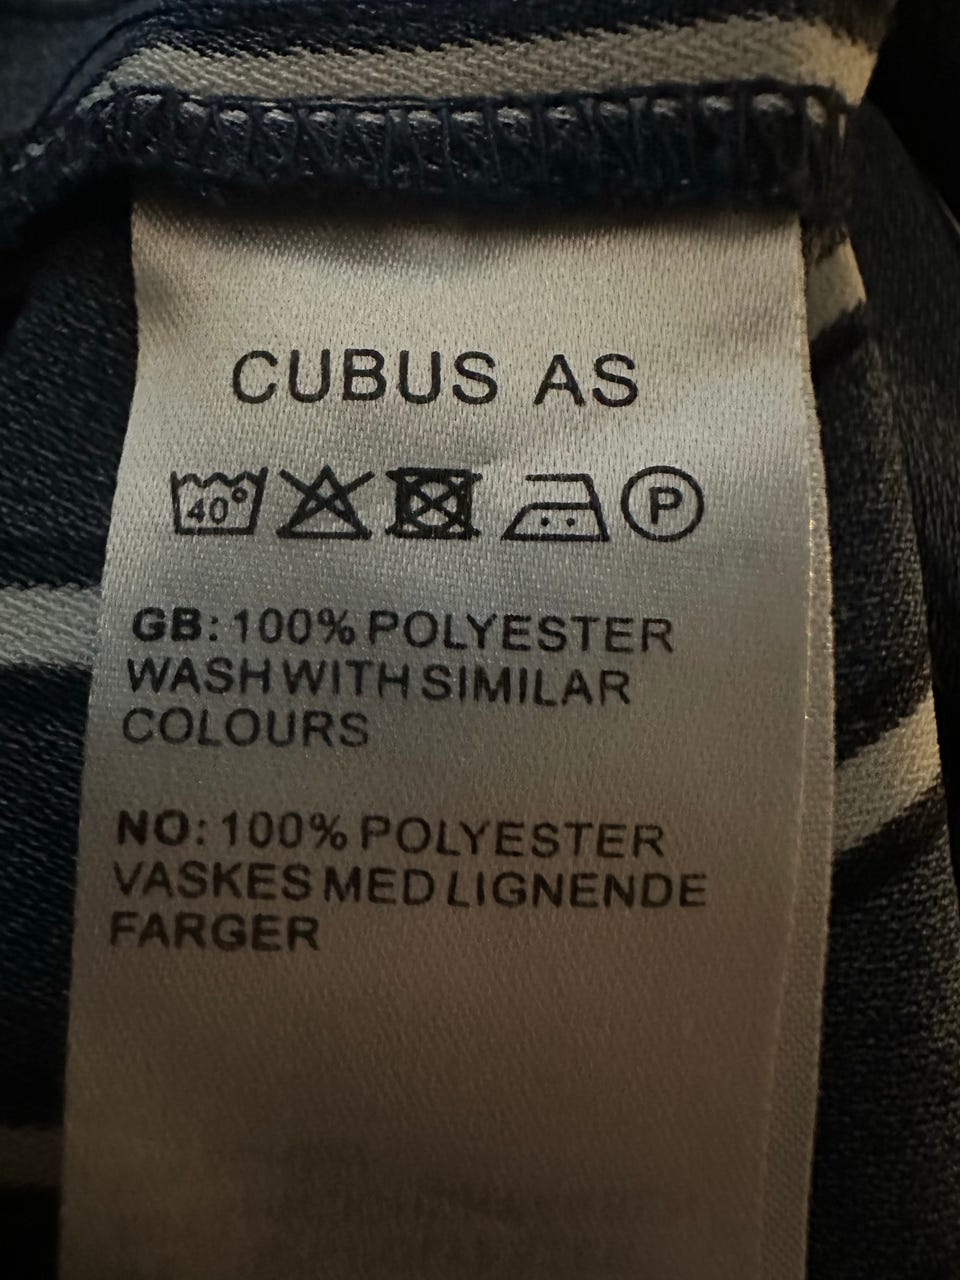 CUBUS AS
40° P
GB: 100% POLYESTER
WASH WITH SIMILAR
COLOURS
NO: 100% POLYESTER
VASKES MED LIGNENDE
FARGER